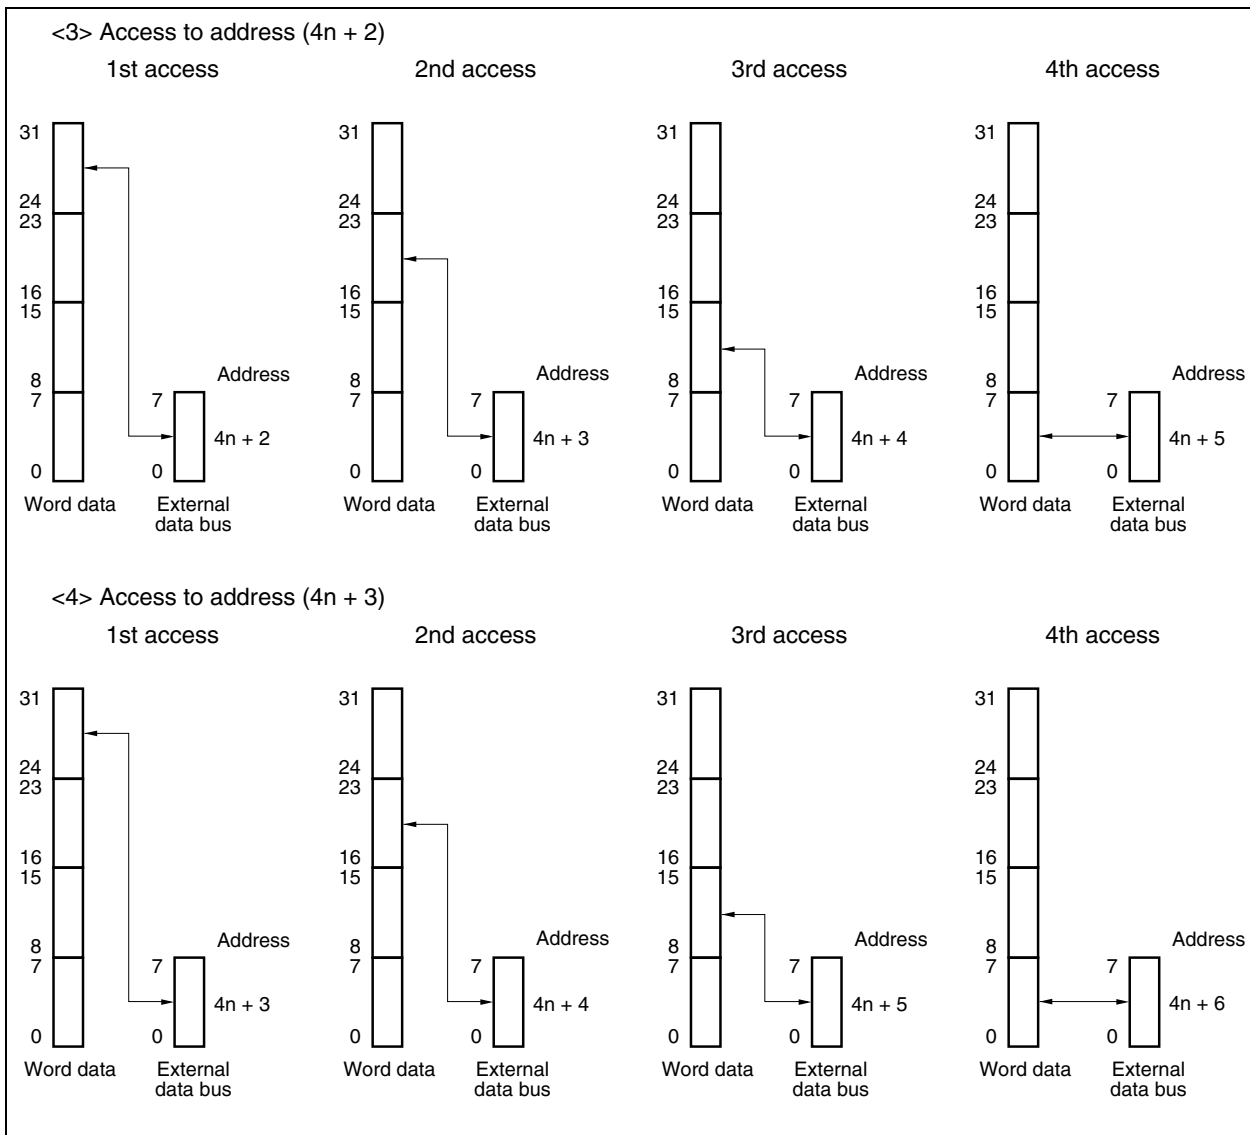 <3> Access to address (4n + 2)
1st access 2nd access 3rd access 4th access
31 31 31 31
24 24 24 24
23 23 23 23
16 16 16 16
15 15 15 15
Address Address Address Address
8 8 8 8
7 7 7 7 7 7 7 7
4n + 2 4n + 3 4n + 4 4n + 5
0 0 0 0 0 0 0 0
Word data External Word data External Word data External Word data External
data bus data bus data bus data bus
<4> Access to address (4n + 3)
1st access 2nd access 3rd access 4th access
31 31 31 31
24 24 24 24
23 23 23 23
16 16 16 16
15 15 15 15
Address Address Address Address
8 8 8 8
7 7 7 7 7 7 7 7
4n + 3 4n + 4 4n + 5 4n + 6
0 0 0 0 0 0 0 0
Word data External Word data External Word data External Word data External
data bus data bus data bus data bus